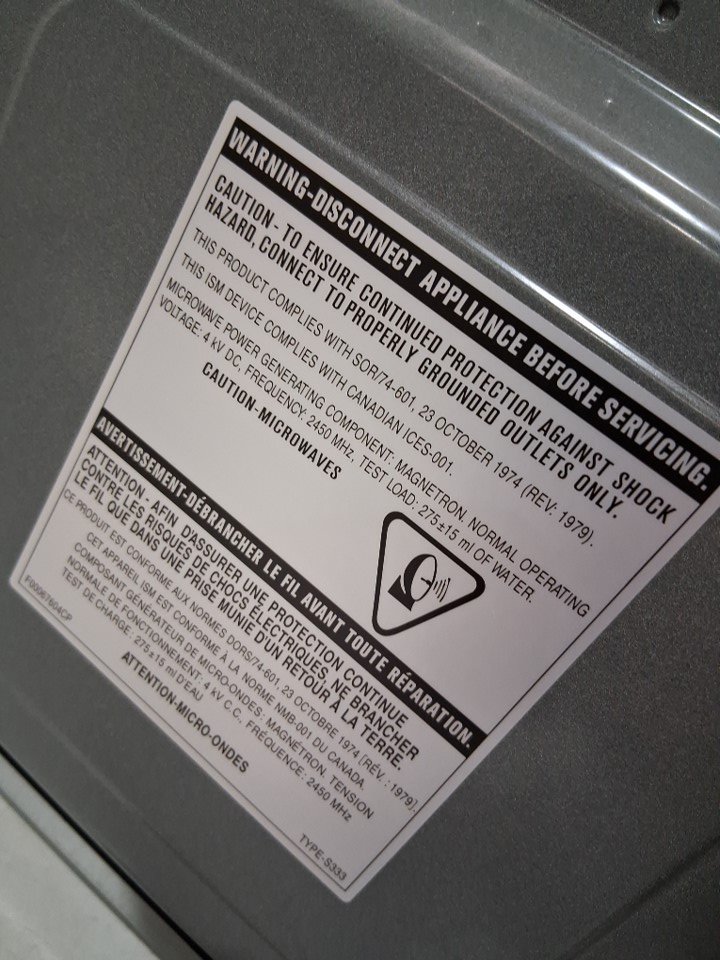 WARNING-DISCONNECT APPLIANCE BEFORE SERVICING.
CAUTION - TO ENSURE CONTINUED PROTECTION AGAINST SHOCK
HAZARD, CONNECT TO PROPERLY GROUNDED OUTLETS ONLY.
THIS PRODUCT COMPLIES WITH SOR/74-601, 23 OCTOBER 1974 (REV: 1979).
THIS ISM DEVICE COMPLIES WITH CANADIAN ICES-001.
MICROWAVE POWER GENERATING COMPONENT: MAGNETRON, NORMAL OPERATING
VOLTAGE: 4 kV DC, FREQUENCY: 2450 MHz, TEST LOAD: 275±15 ml OF WATER.
CAUTION-MICROWAVES
AVERTISSEMENT-DÉBRANCHER LE FIL AVANT TOUTE RÉPARATION.
ATTENTION - AFIN D'ASSURER UNE PROTECTION CONTINUE
CONTRE LES RISQUES DE CHOCS ÉLECTRIQUES, NE BRANCHER
LE FIL QUE DANS UNE PRISE MUNIE D'UN RETOUR À LA TERRE.
CE PRODUIT EST CONFORME AUX NORMES DORS/74-601, 23 OCTOBRE 1974 [RÉV. : 1979].
CET APPAREIL ISM EST CONFORME À LA NORME NMB-001 DU CANADA.
COMPOSANT GÉNÉRATEUR DE MICRO-ONDES: MAGNÉTRON, TENSION
NORMALE DE FONCTIONNEMENT: 4 kV C.C., FRÉQUENCE: 2450 MHz
TEST DE CHARGE: 275±15 ml D'EAU
ATTENTION-MICRO-ONDES
F00067604CP
TYPE-S333